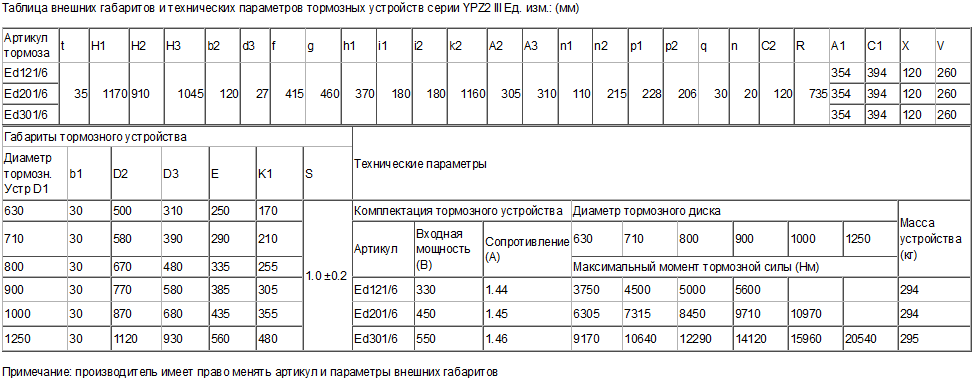 Таблица внешних габаритов и технических параметров тормозных устройств серии YPZ2 III Ед. изм.: (мм)
Артикул тормоза t H1 H2 H3 b2 d3 f g h1 i1 i2 k2 A2 A3 n1 n2 p1 p2 q n C2 R A1 C1 X V
Ed121/6 354 394 120 260
Ed201/6 35 1170 910 1045 120 27 415 460 370 180 180 1160 305 310 110 215 228 206 30 20 120 735 354 394 120 260
Ed301/6 354 394 120 260
Габариты тормозного устройства
Диаметр тормозн. Устр D1 b1 D2 D3 E K1 S Технические параметры
630 30 500 310 250 170 Комплектация тормозного устройства Диаметр тормозного диска Масса устройства (кг)
710 30 580 390 290 210 Артикул Входная мощность (В) Сопротивление (А) 630 710 800 900 1000 1250
800 30 670 480 335 255 1.0 ±0.2 Максимальный момент тормозной силы (Нм)
900 30 770 580 385 305 Ed121/6 330 1.44 3750 4500 5000 5600 294
1000 30 870 680 435 355 Ed201/6 450 1.45 6305 7315 8450 9710 10970 294
1250 30 1120 930 560 480 Ed301/6 550 1.46 9170 10640 12290 14120 15960 20540 295
Примечание: производитель имеет право менять артикул и параметры внешних габаритов